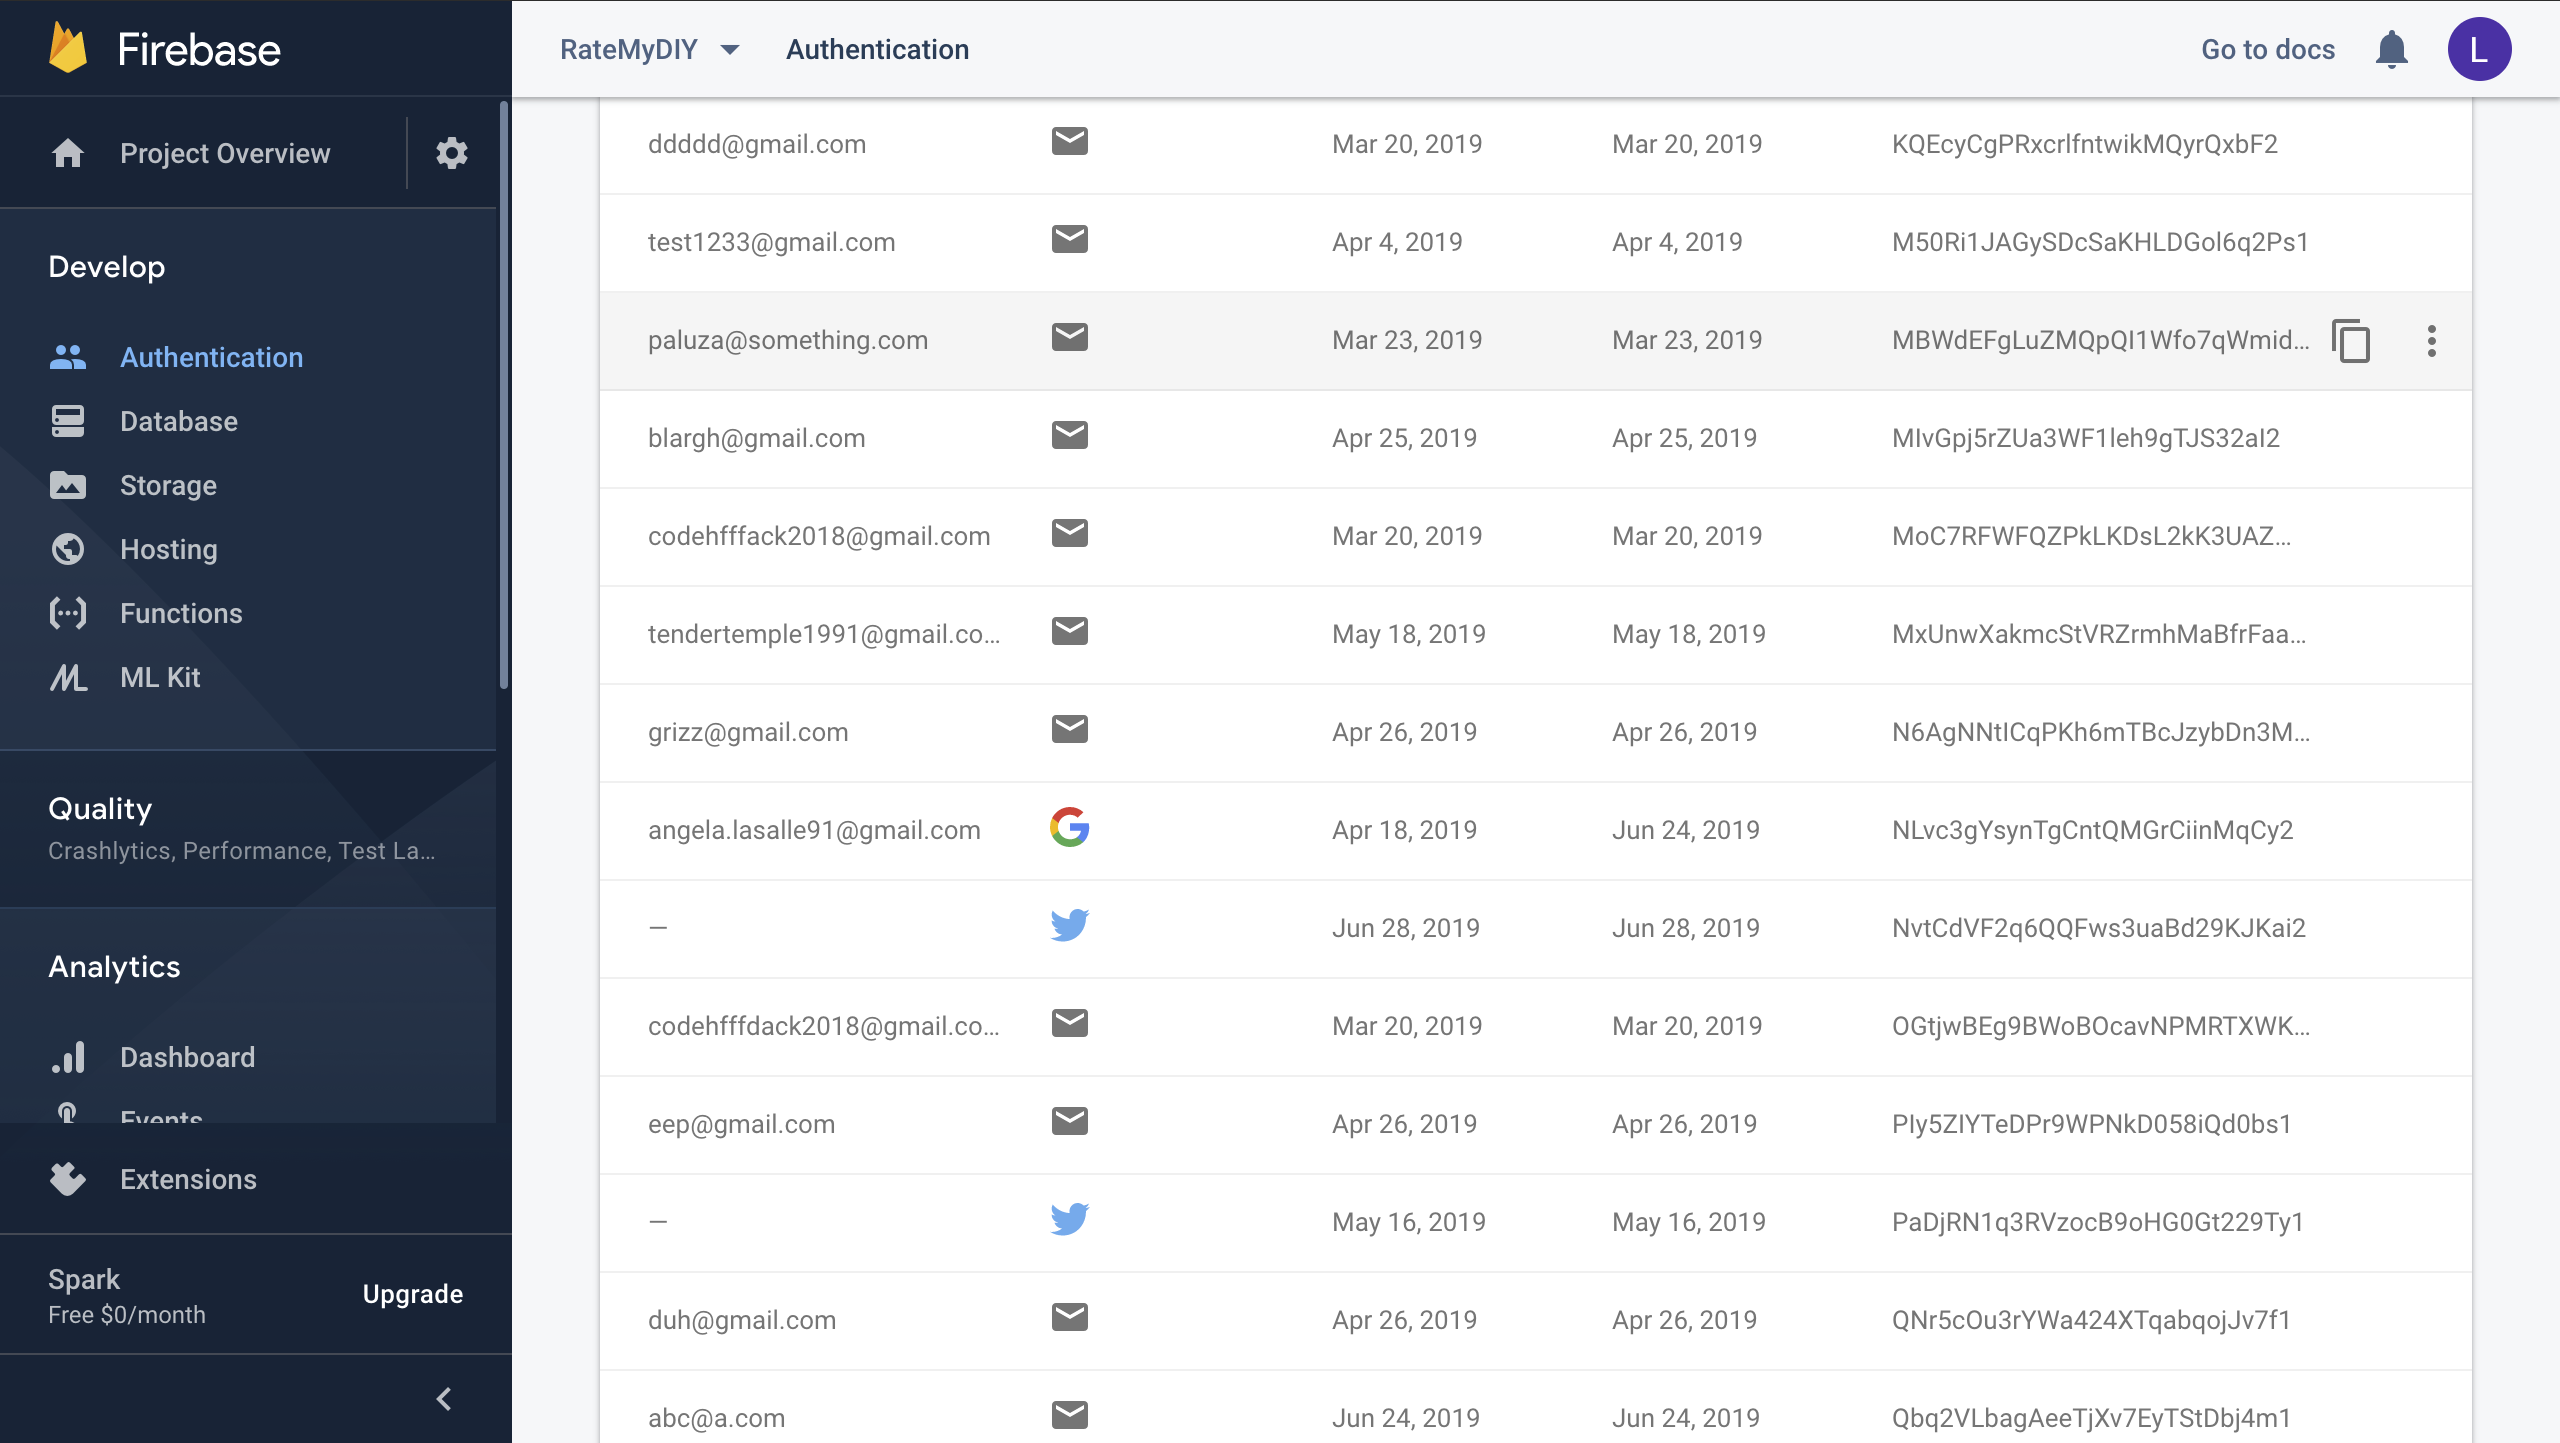 Firebase
Project Overview
Develop
Authentication
Database
Storage
Hosting
Functions
ML Kit
Quality
Crashlytics, Performance, Test La...
Analytics
Dashboard
Events
Extensions
Spark
Free $0/month
Upgrade
RateMyDIY
Authentication
Go to docs
L
ddddd@gmail.com Mar 20, 2019 Mar 20, 2019 KQEcyCgPRxcrlfntwikMQyrQxbF2
test1233@gmail.com Apr 4, 2019 Apr 4, 2019 M50Ri1JAGySDcSaKHLDGol6q2Ps1
paluza@something.com Mar 23, 2019 Mar 23, 2019 MBWdEFgLuZMQpQI1Wfo7qWmid...
blargh@gmail.com Apr 25, 2019 Apr 25, 2019 MIvGpj5rZUa3WF1leh9gTJS32aI2
codehfffack2018@gmail.com Mar 20, 2019 Mar 20, 2019 MoC7RFWFQZPkLKDsL2kK3UAZ...
tendertemple1991@gmail.co... May 18, 2019 May 18, 2019 MxUnwXakmcStVRZrmhMaBfrFaa...
grizz@gmail.com Apr 26, 2019 Apr 26, 2019 N6AgNNtICqPKh6mTBcJzybDn3M...
angela.lasalle91@gmail.com Apr 18, 2019 Jun 24, 2019 NLvc3gYsynTgCntQMGrCiinMqCy2
— Jun 28, 2019 Jun 28, 2019 NvtCdVF2q6QQFws3uaBd29KJKai2
codehfffdack2018@gmail.co... Mar 20, 2019 Mar 20, 2019 OGtjwBEg9BWoBOcavNPMRTXWK...
eep@gmail.com Apr 26, 2019 Apr 26, 2019 PIy5ZIYTeDPr9WPNkD058iQd0bs1
— May 16, 2019 May 16, 2019 PaDjRN1q3RVzocB9oHG0Gt229Ty1
duh@gmail.com Apr 26, 2019 Apr 26, 2019 QNr5cOu3rYWa424XTqabqojJv7f1
abc@a.com Jun 24, 2019 Jun 24, 2019 Qbq2VLbagAeeTjXv7EyTStDbj4m1